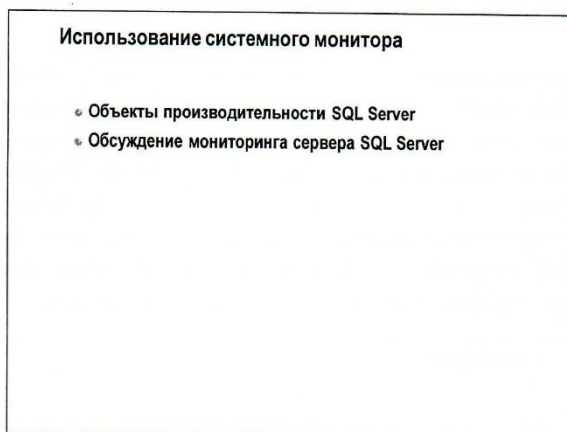 Использование системного монитора
Объекты производительности SQL Server
Обсуждение мониторинга сервера SQL Server